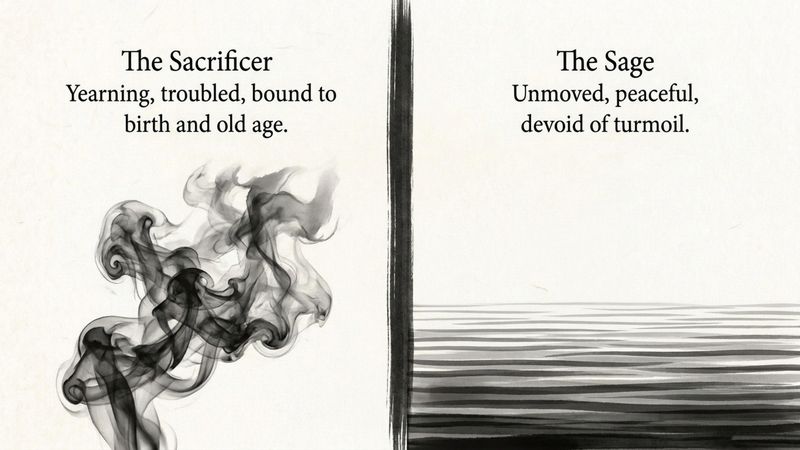 The Sacrificer
Yearning, troubled, bound to
birth and old age.
The Sage
Unmoved, peaceful,
devoid of turmoil.